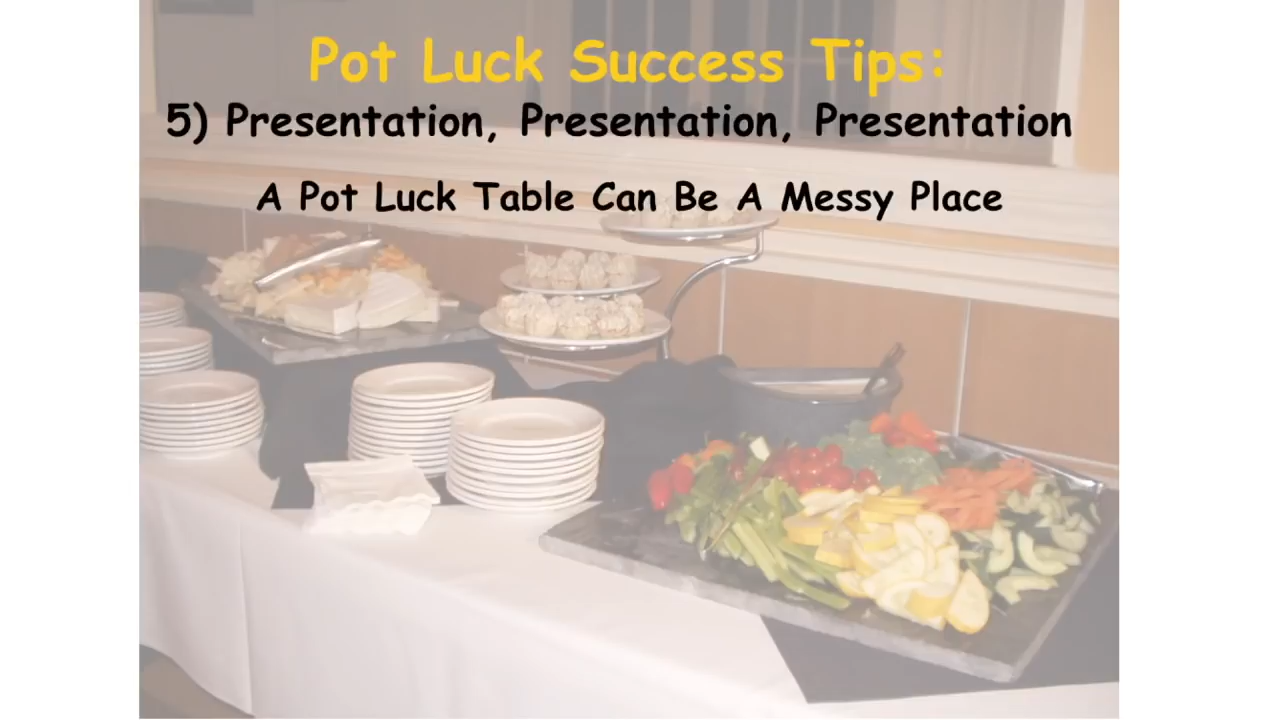 Pot Luck Success Tips:
5) Presentation, Presentation, Presentation
A Pot Luck Table Can Be A Messy Place